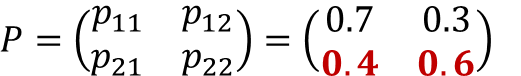 P = (p₁₁ p₁₂ p₂₁ p₂₂) = (0.7 0.3 0.4 0.6)